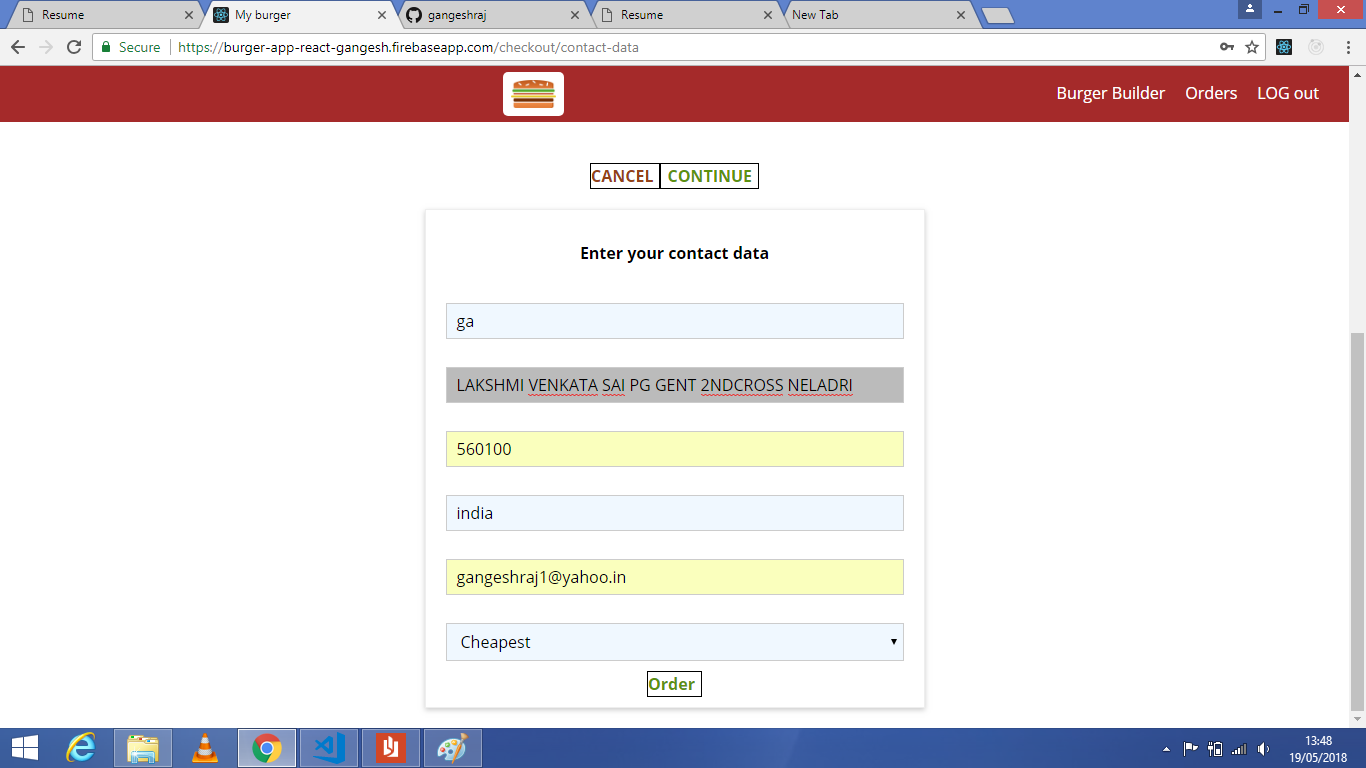 Resume My burger gangeshraj Resume New Tab
Secure https://burger-app-react-gangesh.firebaseapp.com/checkout/contact-data
Burger Builder Orders LOG out
CANCEL CONTINUE
Enter your contact data
ga
LAKSHMI VENKATA SAI PG GENT 2NDCROSS NELADRI
560100
india
gangeshraj1@yahoo.in
Cheapest
Order
13:48
19/05/2018